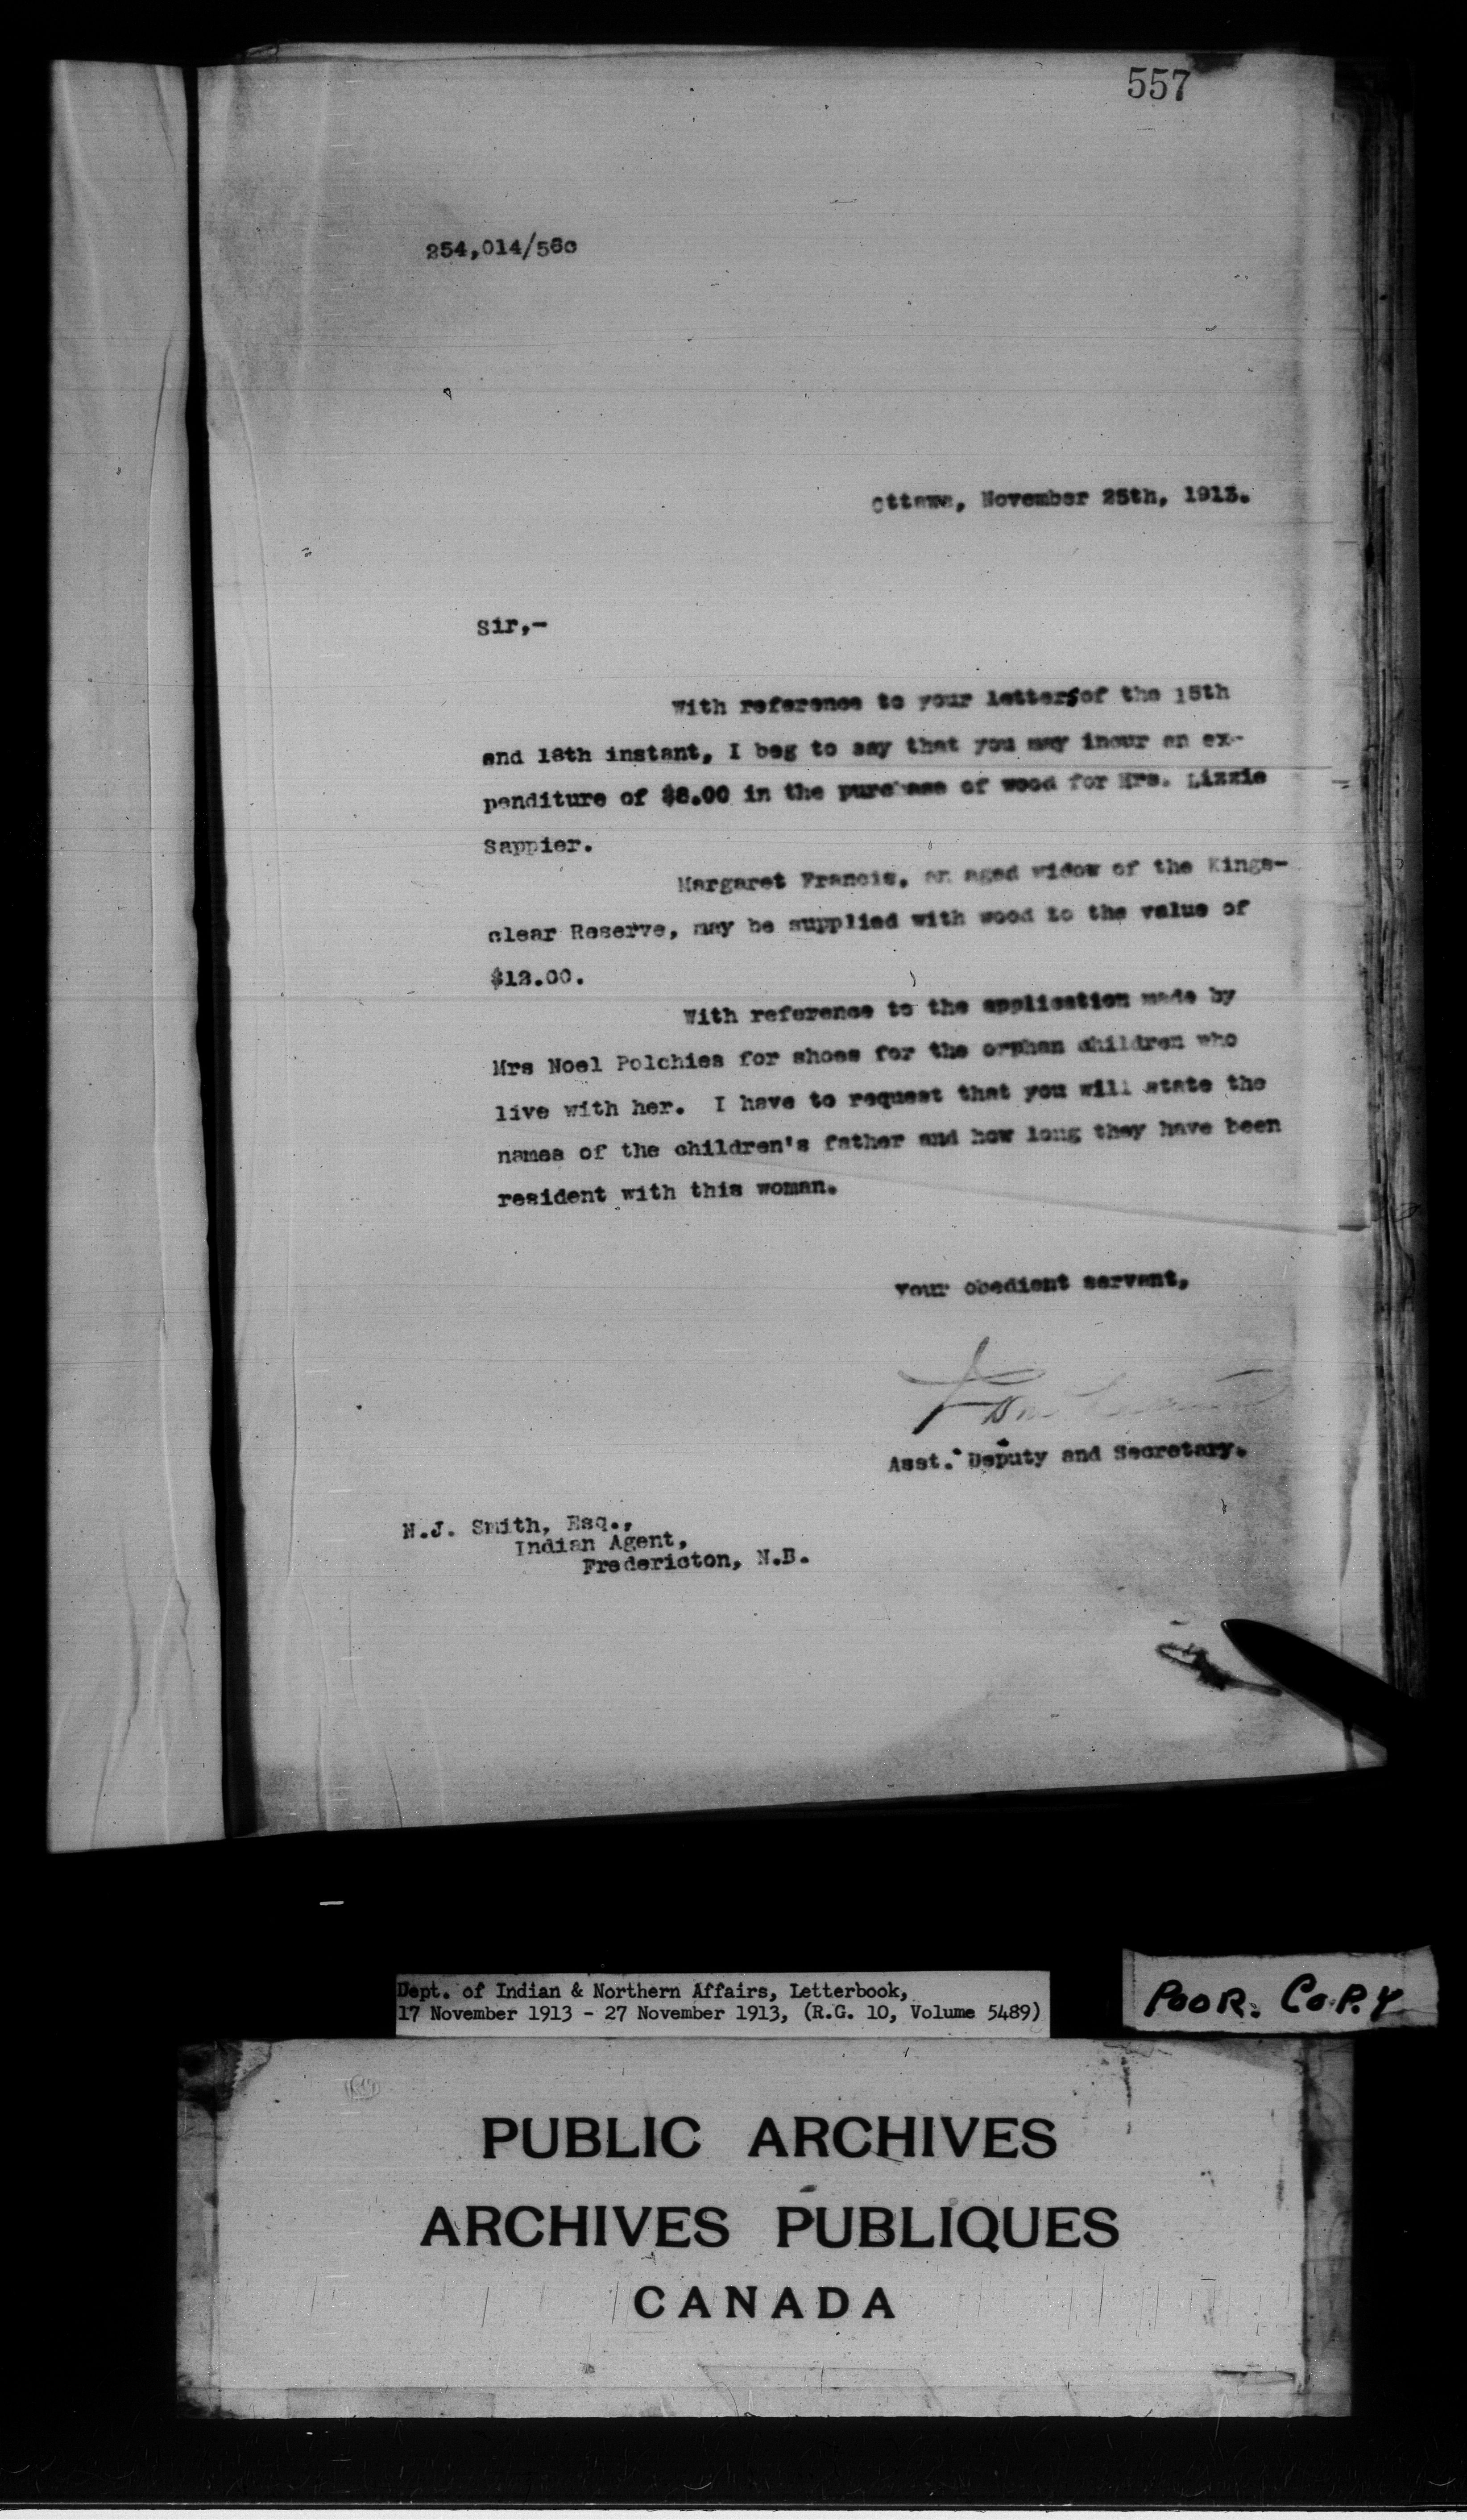 557
254,014/56c
Ottawa, November 25th, 1913.
Sir,-
With reference to your letters of the 15th
and 18th instant, I beg to say that you may incur an ex-
penditure of $8.00 in the purchase of wood for Mrs. Lizzie
Sappier.
Margaret Francis, an aged widow of the Kings-
clear Reserve, may be supplied with wood to the value of
$12.00.
With reference to the application made by
Mrs Noel Polchies for shoes for the orphan children who
live with her. I have to request that you will state the
names of the children's father and how long they have been
resident with this woman.
Your obedient servant,
Asst. Deputy and Secretary.
N.J. Smith, Esq.,
Indian Agent,
Fredericton, N.B.
Dept. of Indian & Northern Affairs, Letterbook,
17 November 1913 - 27 November 1913, (R.G. 10, Volume 5489)
POOR. COPY
PUBLIC ARCHIVES
ARCHIVES PUBLIQUES
CANADA